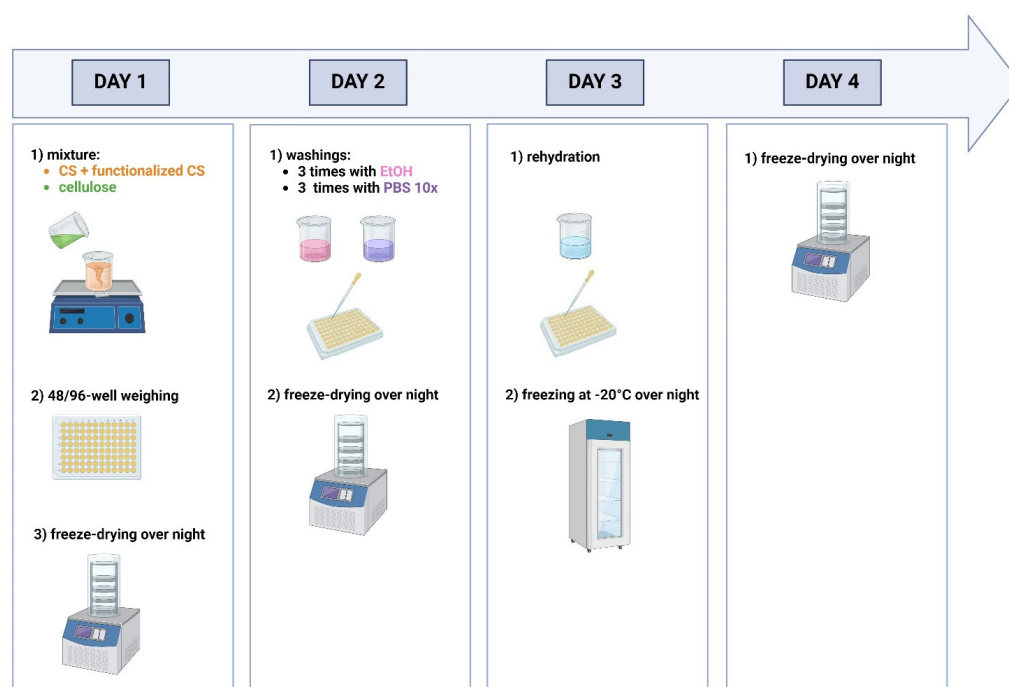 DAY 1
DAY 2
DAY 3
DAY 4
1) mixture:
• CS + functionalized CS
• cellulose
2) 48/96-well weighing
3) freeze-drying over night
1) washings:
• 3 times with EtOH
• 3 times with PBS 10x
2) freeze-drying over night
1) rehydration
2) freezing at -20°C over night
1) freeze-drying over night